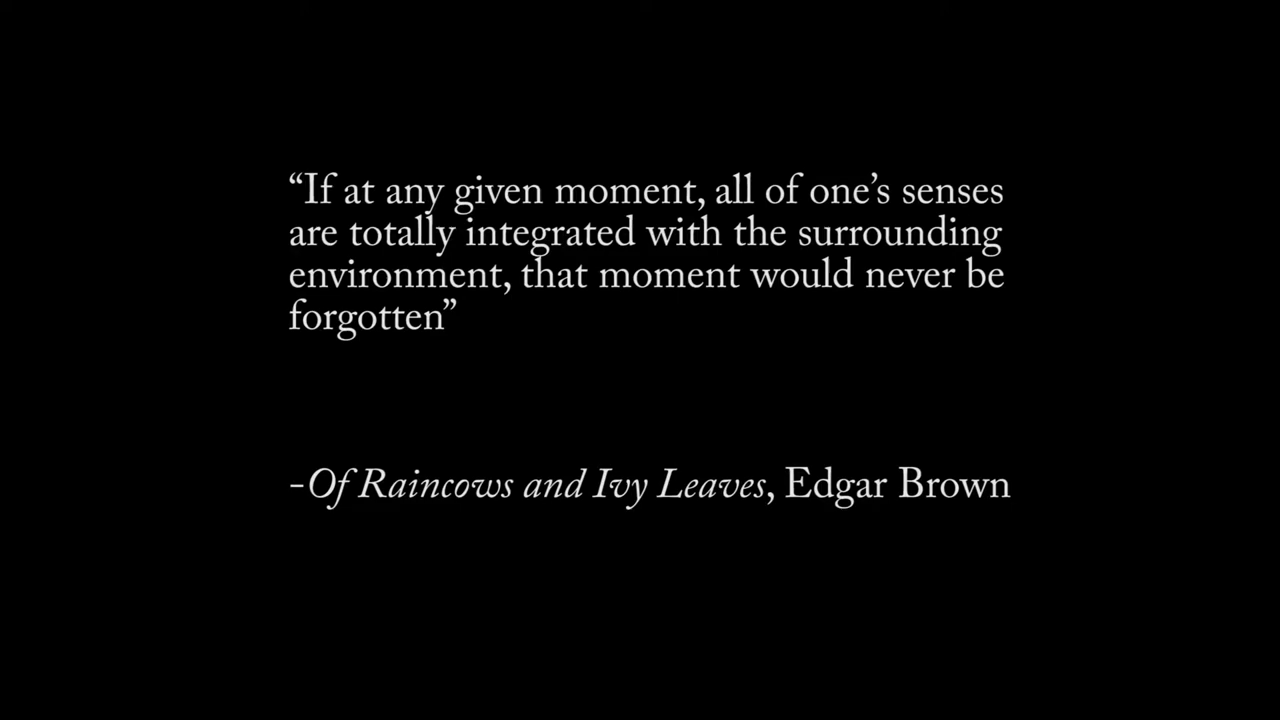 “If at any given moment, all of one’s senses
are totally integrated with the surrounding
environment, that moment would never be
forgotten”
-Of Raincows and Ivy Leaves, Edgar Brown